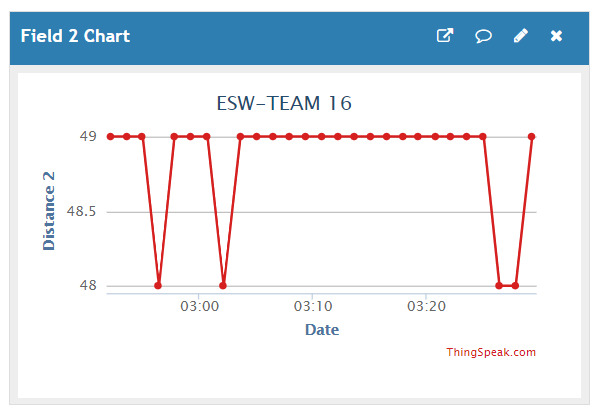 Field 2 Chart
ESW-TEAM 16
49
48.5
48
Distance 2
03:00 03:10 03:20
Date
ThingSpeak.com